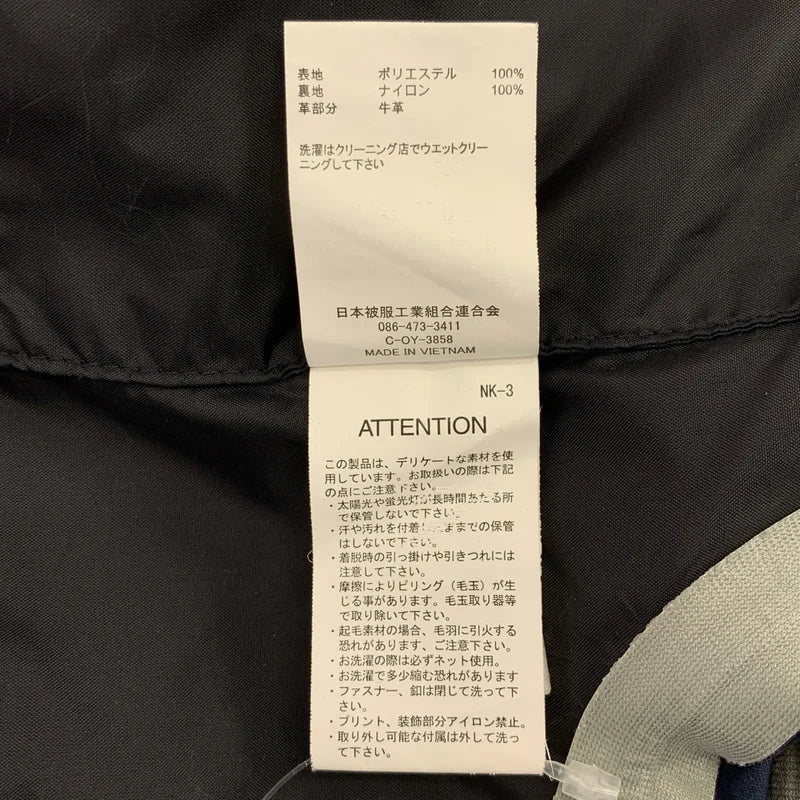 表地 ポリエステル 100%
裏地 ナイロン 100%
革部分 牛革
洗濯はクリーニング店でウエットクリー
ニングして下さい
日本被服工業組合連合会
086-473-3411
C-OY-3858
MADE IN VIETNAM
NK-3
ATTENTION
この製品は、デリケートな素材を使
用しています。お取扱いの際は下記
の点にご注意下さい。
・太陽光や蛍光灯が長時間あたる所
で保管しないで下さい。
・汗や汚れを付着したままでの保管
はしないで下さい。
・着脱時の引っ掛けや引きつれには
注意して下さい。
・摩擦によりピリング（毛玉）が生
じる事があります。毛玉取り器等
で取り除いて下さい。
・起毛素材の場合、毛羽に引火する
恐れがあります、ご注意下さい。
・お洗濯の際は必ずネット使用。
・お洗濯で多少縮む恐れがあります
・ファスナー、釦は閉じて洗って下
さい。
・プリント、装飾部分アイロン禁止。
・取り外し可能な付属は外して洗っ
て下さい。